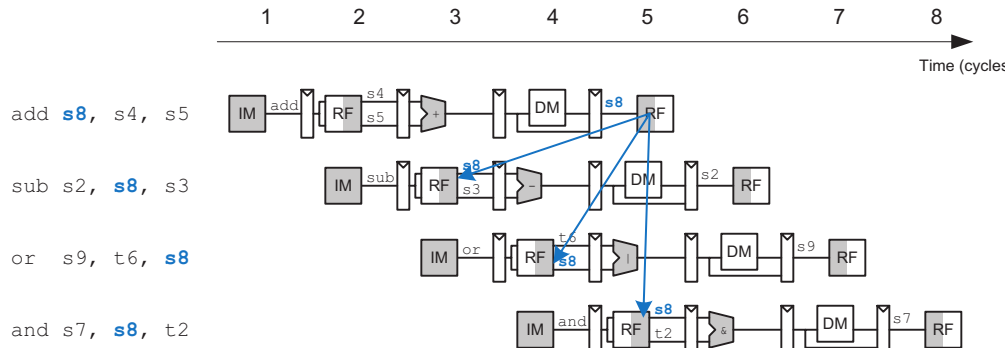 1 2 3 4 5 6 7 8
Time (cycles
add s8, s4, s5
IM add RF s4 s5 + DM s8 RF
sub s2, s8, s3
IM sub RF s8 s3 - DM s2 RF
or s9, t6, s8
IM or RF t6 s8 | DM s9 RF
and s7, s8, t2
IM and RF s8 t2 & DM s7 RF